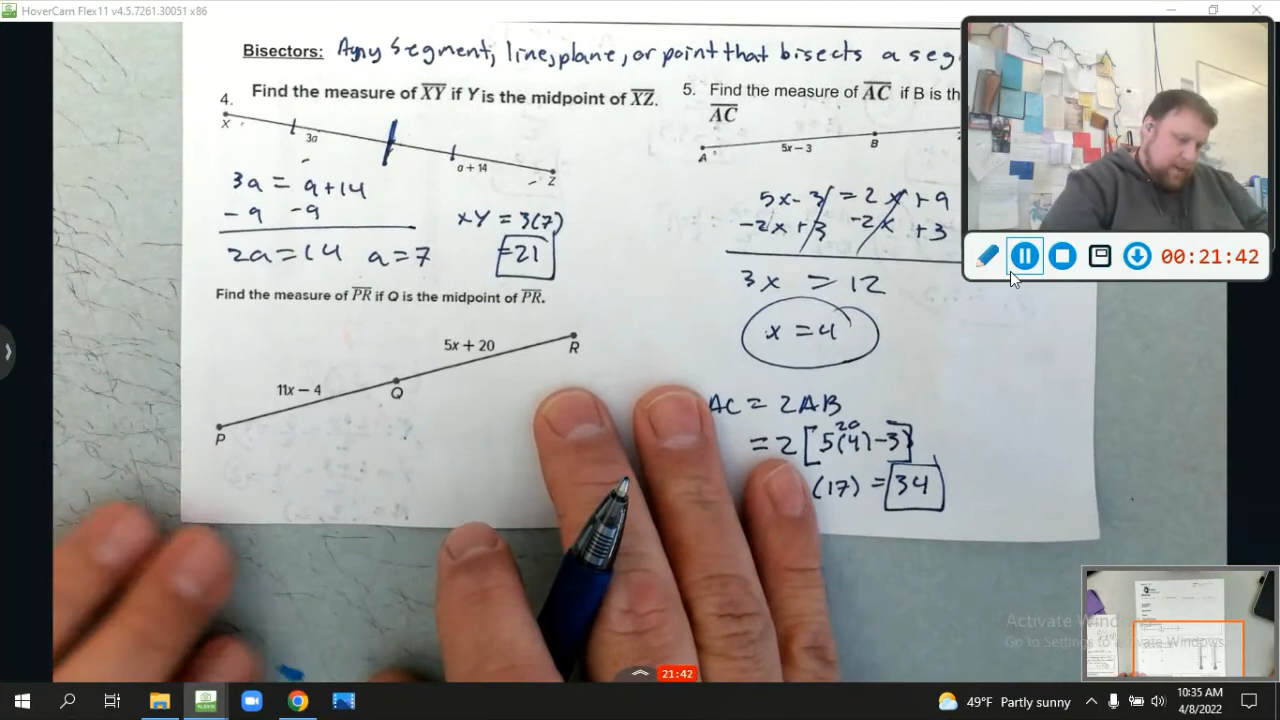 HoverCam Flex11 v4.5.7261.30051 x86
Bisectors: Any segment, line, plane, or point that bisects a seg
4. Find the measure of XY if Y is the midpoint of XZ.
X
3a
a + 14
Z
3a = a+14
-a -a
2a = 14 a = 7
XY = 3(7)
=21
5. Find the measure of AC if B is th
AC
A
5x – 3
B
5x - 3 = 2x + 9
-2x + 3 -2x + 3
3x = 12
x = 4
AC = 2AB
20
= 2[5(4)-3]
(17) = 34
Find the measure of PR if Q is the midpoint of PR.
5x + 20
R
11x – 4
Q
P
00:21:42
Activate Windows
Go to Settings to activate Windows.
21:42
49°F Partly sunny
10:35 AM
4/8/2022